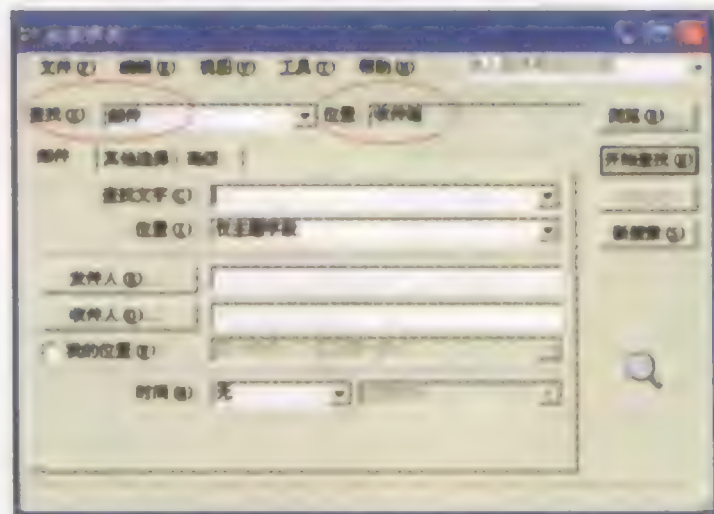 文件(F) 编辑(E) 视图(V) 工具(T) 帮助(H)
查找(K) 邮件 位置 收件箱 浏览(B)
邮件 其他选择 高级 开始查找(N)
查找文字(C)
位置(I) 仅主题字段 新搜索(S)
发件人(R)
收件人(O)
我的位置(E)
时间(M) 无